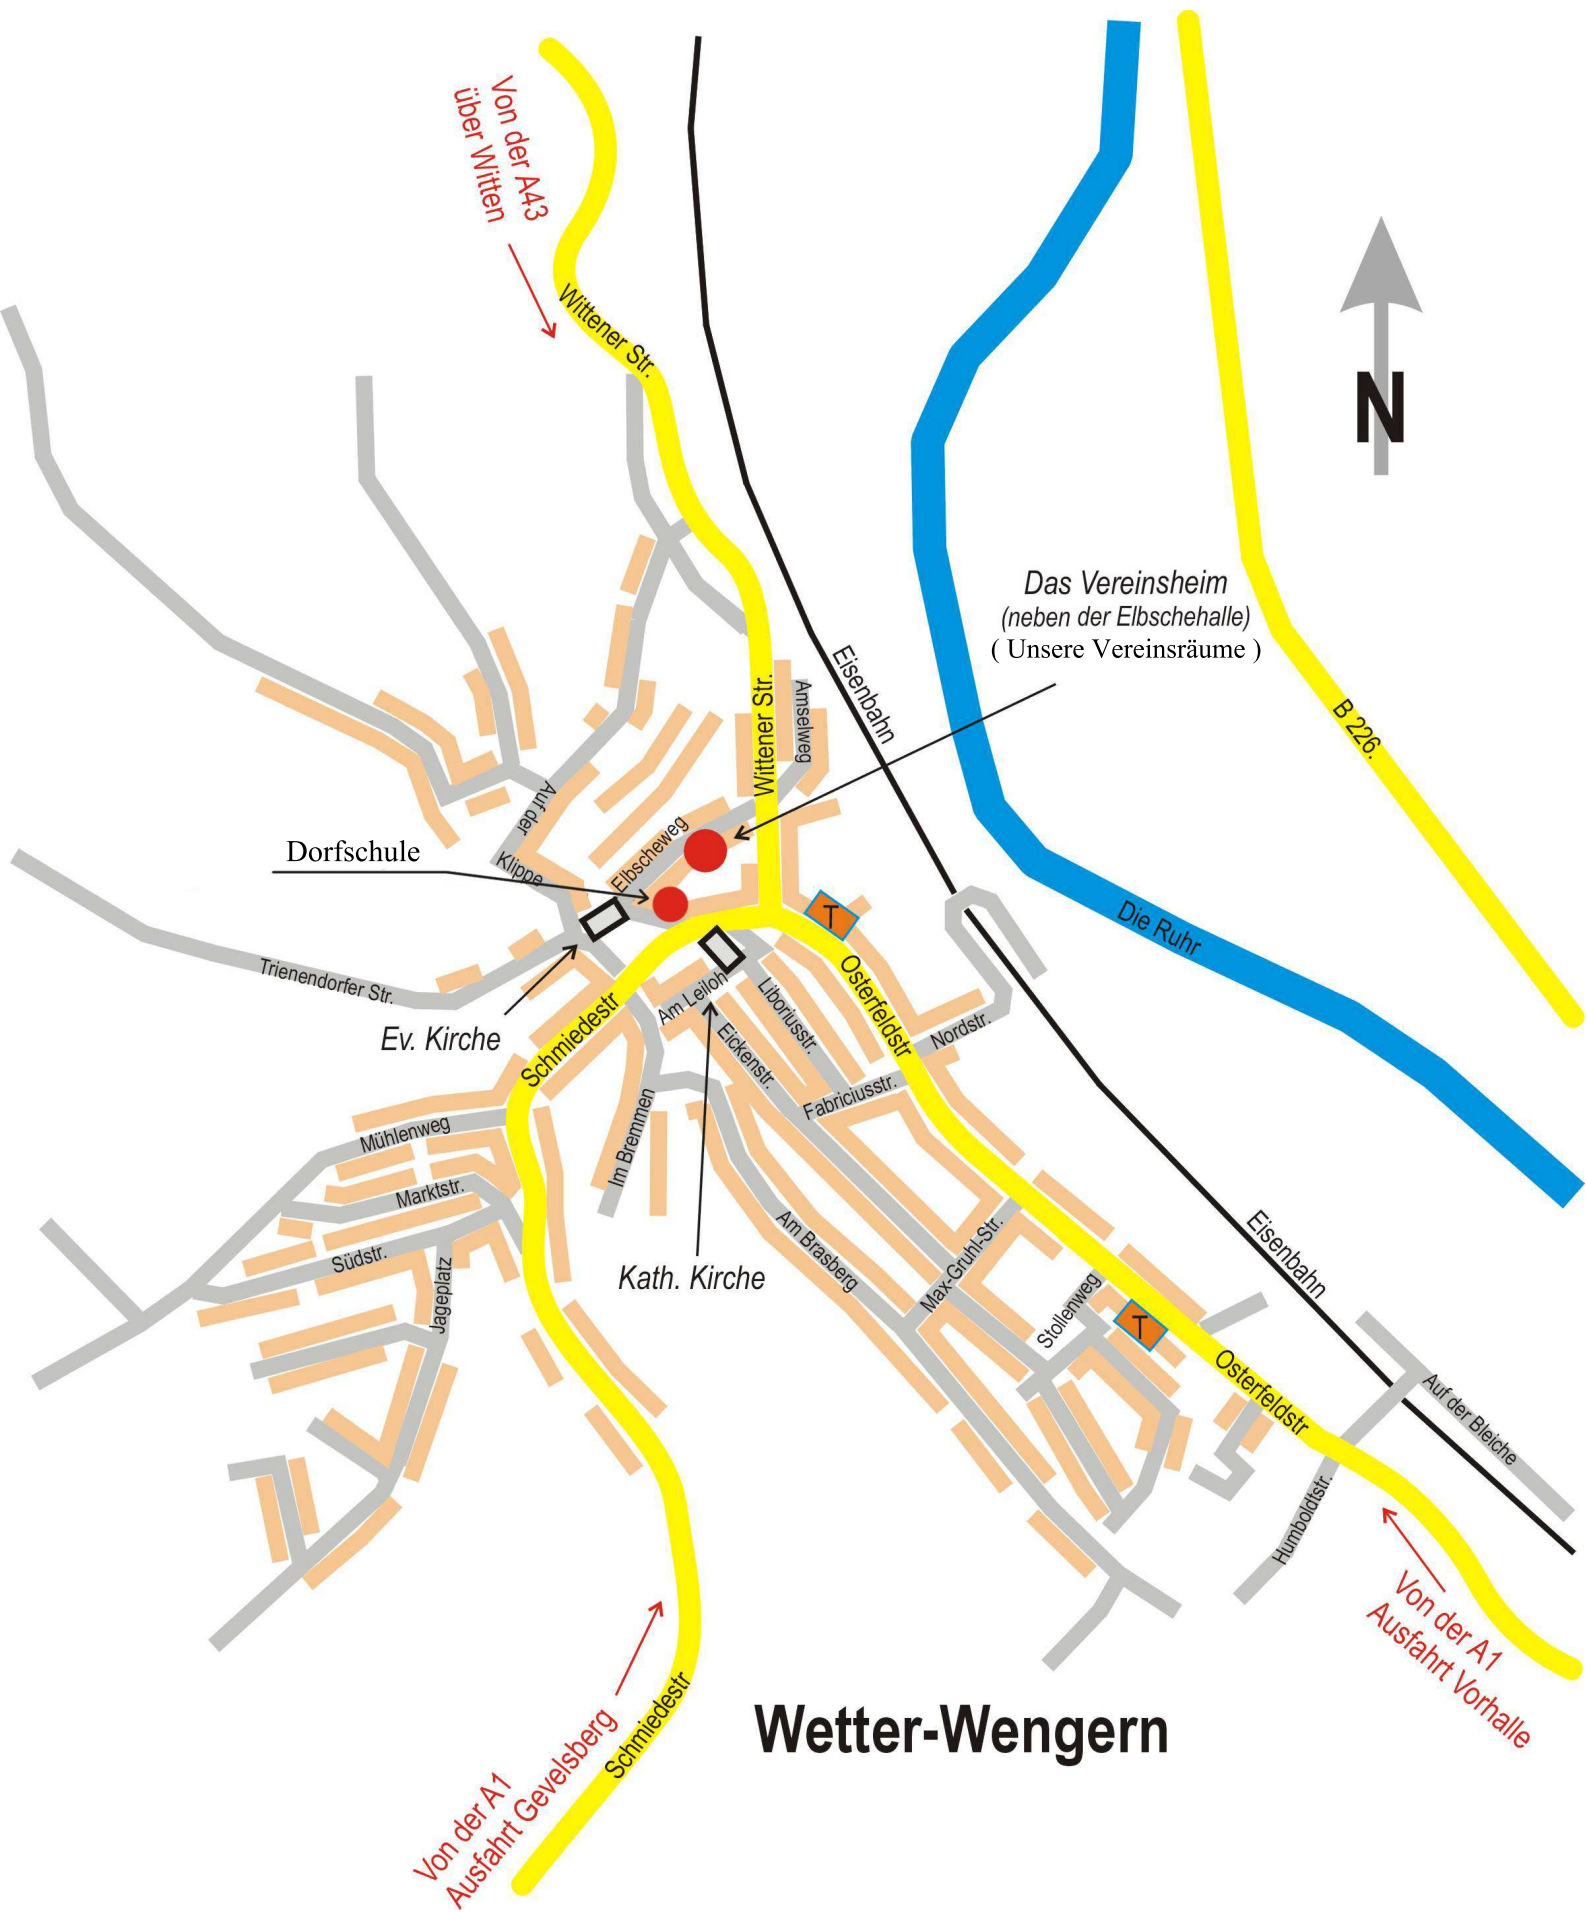 Von der A43
über Witten
Wittener Str.
N
Das Vereinsheim
(neben der Elbschehalle)
( Unsere Vereinsräume )
Eisenbahn
Wittener Str.
Amselweg
B 226.
Auf der
Klippe
Elbscheweg
Dorfschule
T
Die Ruhr
Trienendorfer Str.
Ev. Kirche
Am Leiloh
Liboriusstr.
Osterfeldstr
Nordstr.
Schmiedestr
Eickenstr.
Fabriciusstr.
Mühlenweg
Im Bremmen
Marktstr.
Südstr.
Jageplatz
Kath. Kirche
Am Brasberg
Max-Gruhl-Str.
Stollenweg
T
Eisenbahn
Osterfeldstr
Auf der Bleiche
Humboldtstr.
Von der A1
Ausfahrt Vorhalle
Schmiedestr
Von der A1
Ausfahrt Gevelsberg
Wetter-Wengern